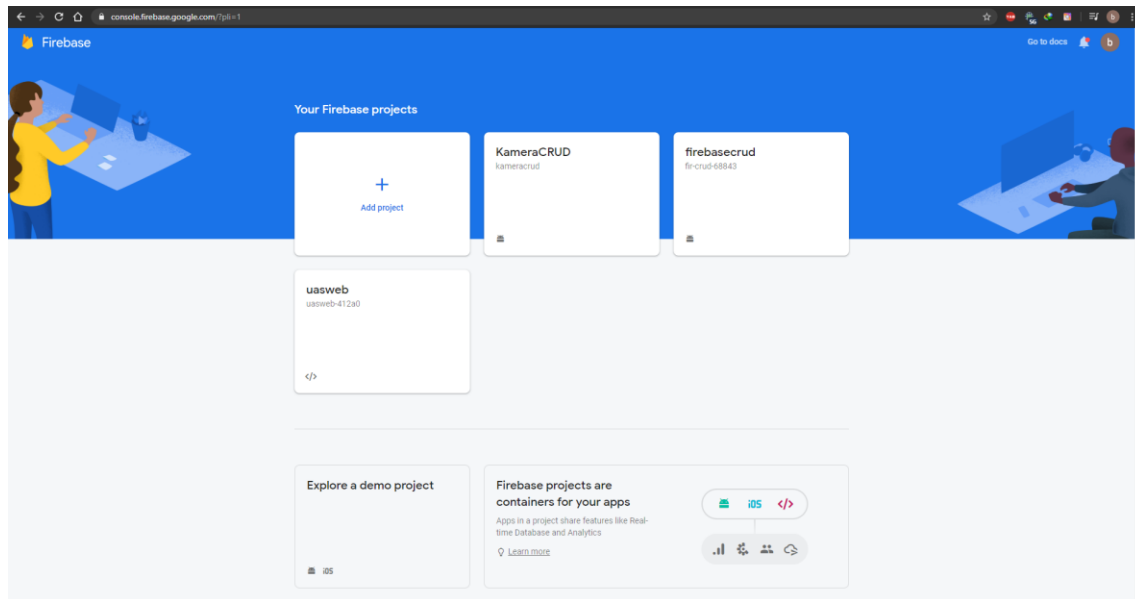 console.firebase.google.com/?pli=1
Firebase
Go to docs
b
Your Firebase projects
Add project
KameraCRUD
kameracrud
firebasecrud
fir-crud-68843
uasweb
uasweb-412a0
</>
Explore a demo project
iOS
Firebase projects are
containers for your apps
Apps in a project share features like Real-
time Database and Analytics
Learn more
iOS </>